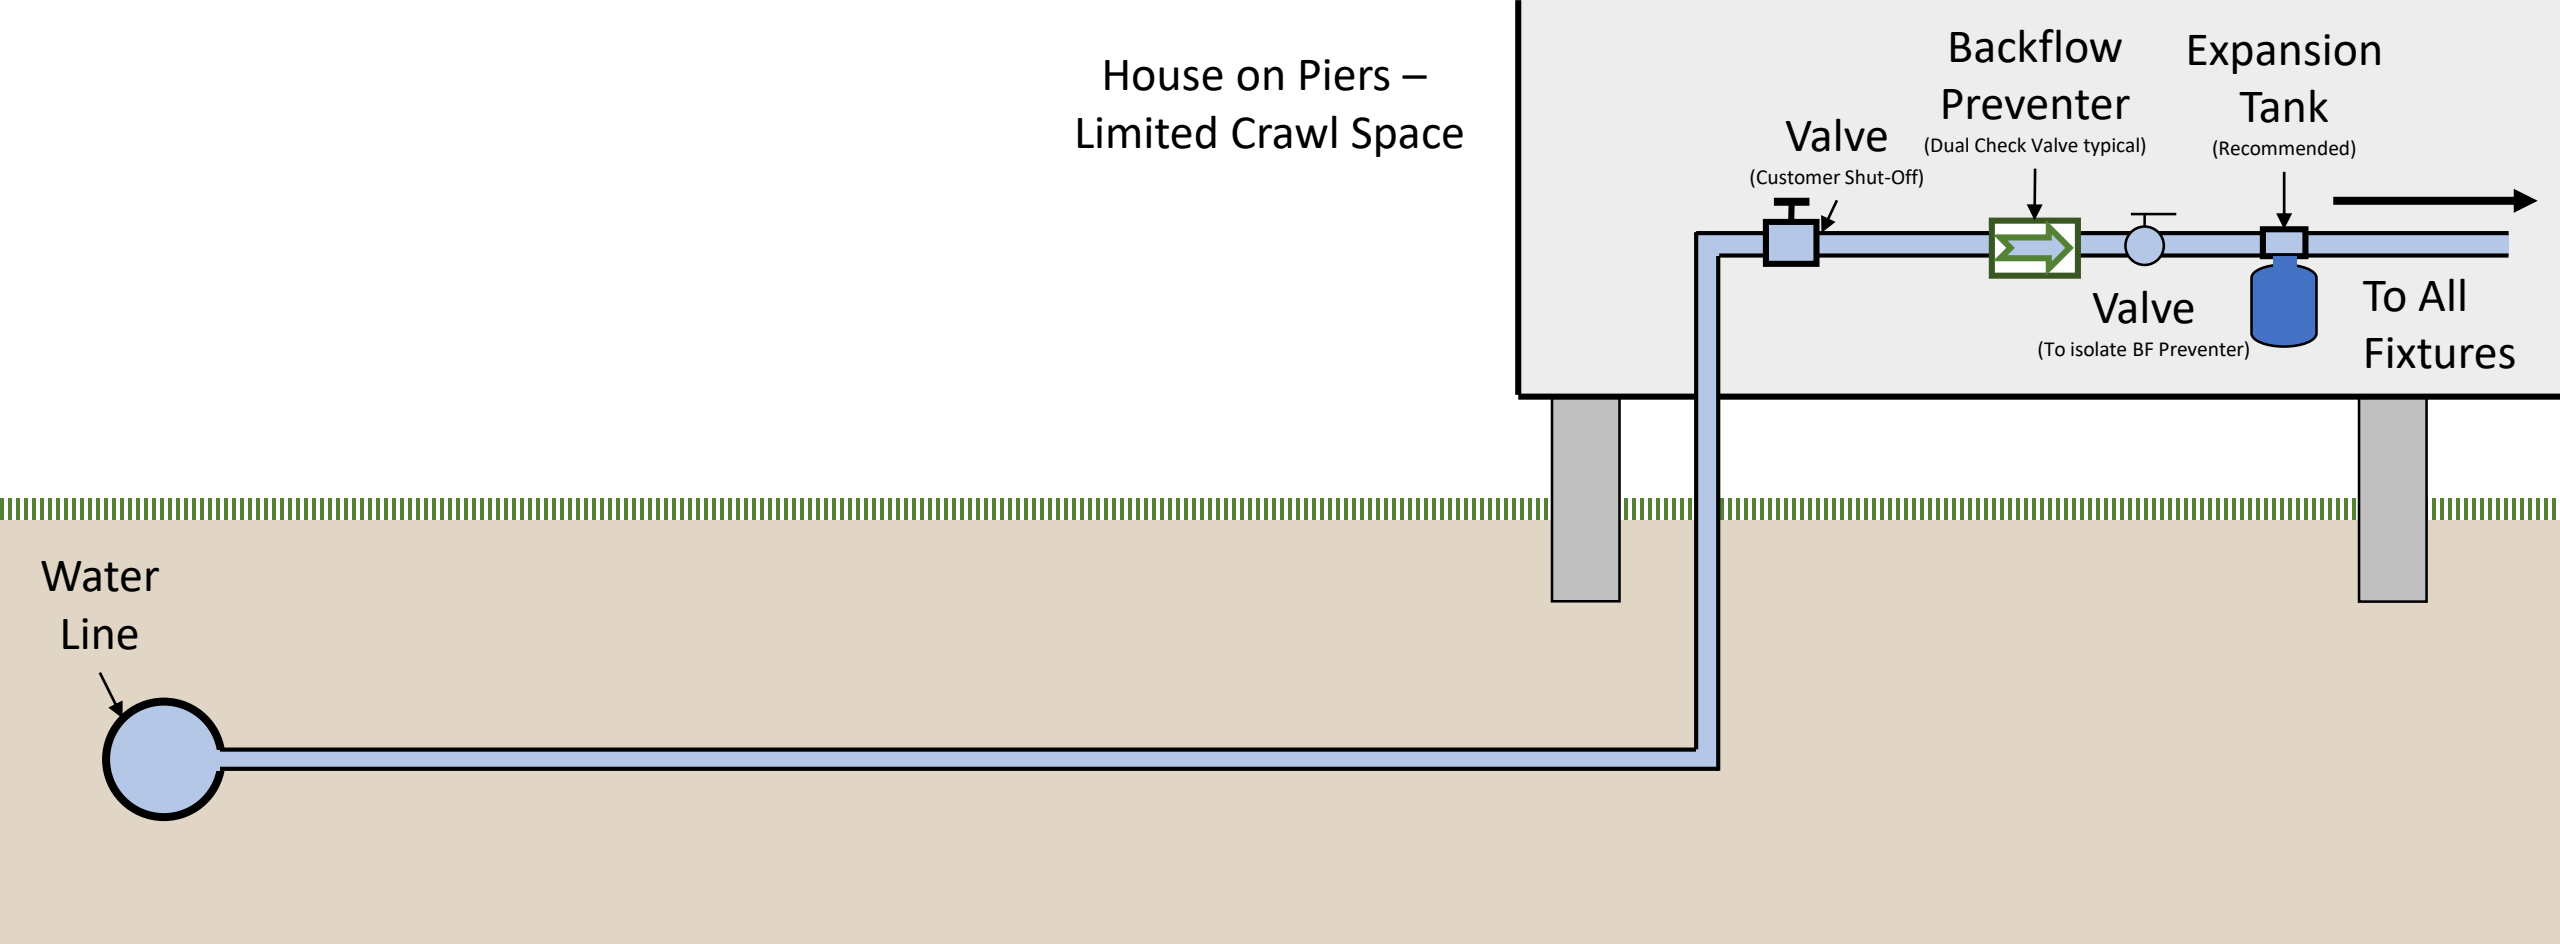 House on Piers –
Limited Crawl Space
Valve
(Customer Shut-Off)
Backflow
Preventer
(Dual Check Valve typical)
Expansion
Tank
(Recommended)
Valve
(To isolate BF Preventer)
To All
Fixtures
Water
Line